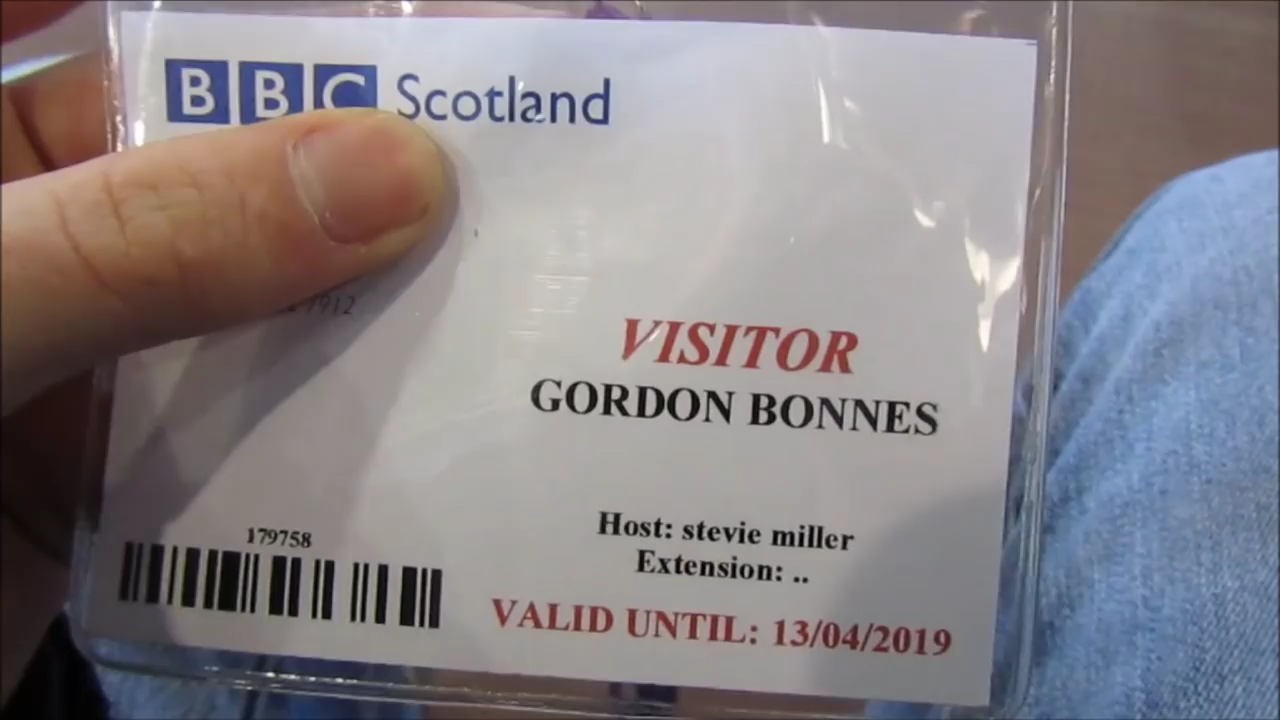 BBC Scotland
VISITOR
GORDON BONNES
Host: stevie miller
Extension: ..
179758
VALID UNTIL: 13/04/2019